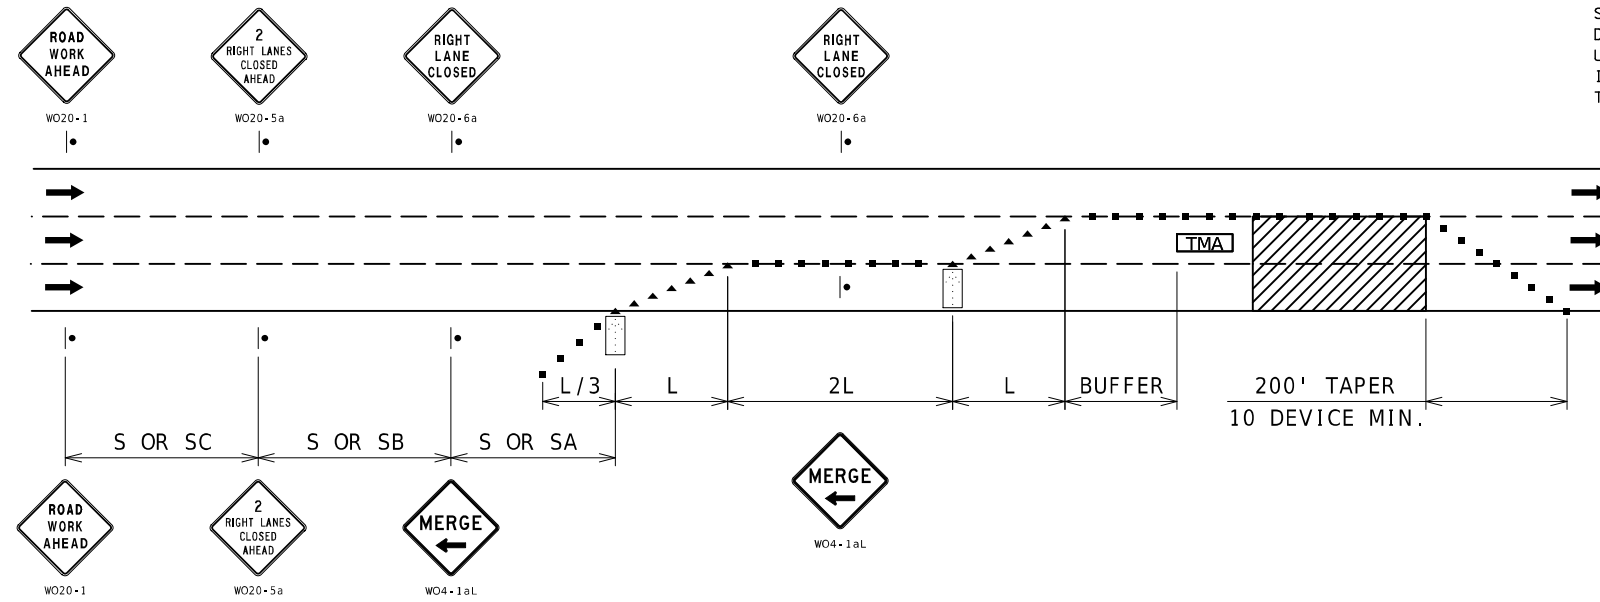 ROAD
WORK
AHEAD
WO20-1
2
RIGHT LANES
CLOSED
AHEAD
WO20-5a
RIGHT
LANE
CLOSED
WO20-6a
RIGHT
LANE
CLOSED
WO20-6a
S
D
U
I
T
TMA
L/3
L
2L
L
BUFFER
200' TAPER
10 DEVICE MIN.
S OR SC
S OR SB
S OR SA
ROAD
WORK
AHEAD
WO20-1
2
RIGHT LANES
CLOSED
AHEAD
WO20-5a
MERGE
WO4-1aL
MERGE
WO4-1aL